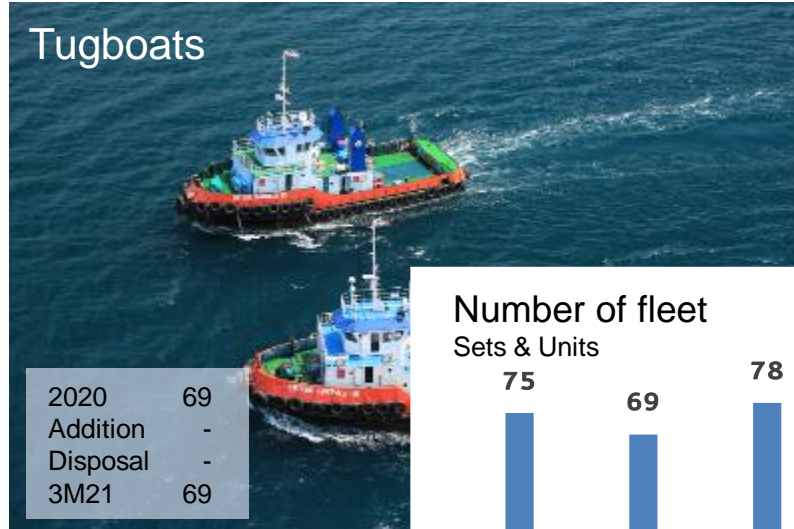 Tugboats
2020 69
Addition -
Disposal -
3M21 69
Number of fleet
Sets & Units
75
69
78